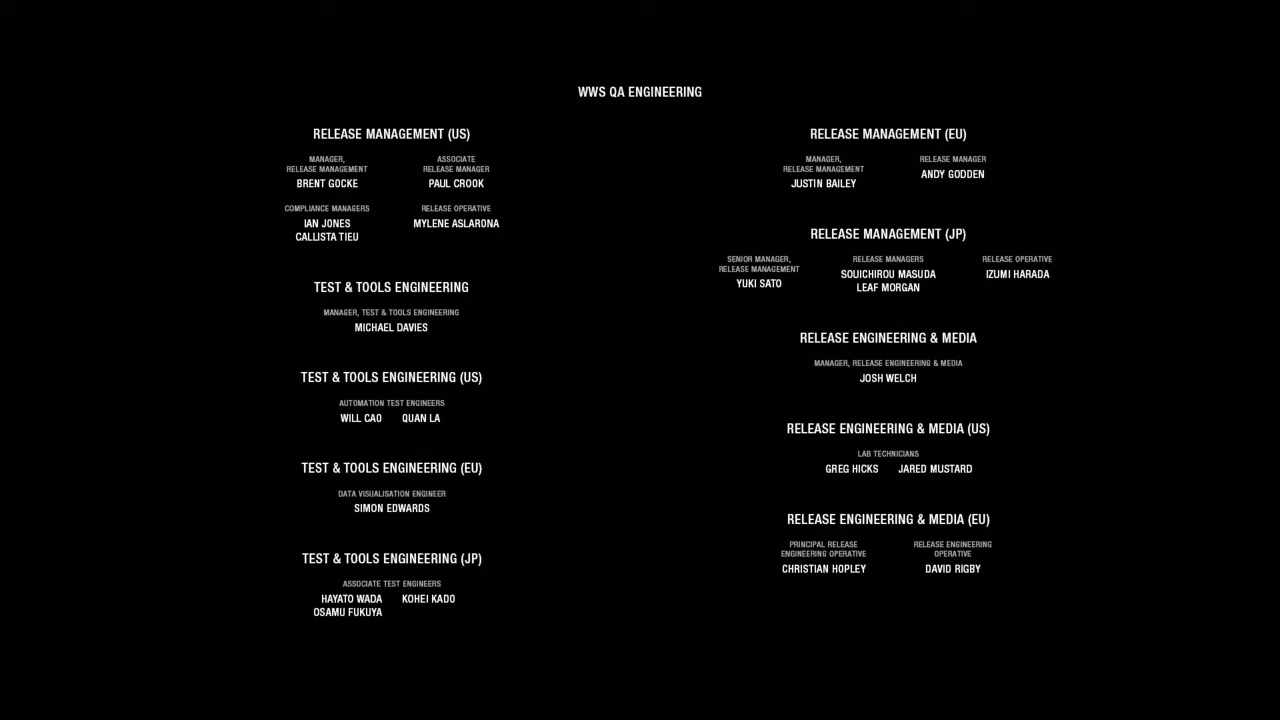 WWS QA ENGINEERING
RELEASE MANAGEMENT (US)
MANAGER,
RELEASE MANAGEMENT
BRENT GOCKE
ASSOCIATE
RELEASE MANAGER
PAUL CROOK
COMPLIANCE MANAGERS
IAN JONES
CALLISTA TIEU
RELEASE OPERATIVE
MYLENE ASLARONA
TEST & TOOLS ENGINEERING
MANAGER, TEST & TOOLS ENGINEERING
MICHAEL DAVIES
TEST & TOOLS ENGINEERING (US)
AUTOMATION TEST ENGINEERS
WILL CAO QUAN LA
TEST & TOOLS ENGINEERING (EU)
DATA VISUALISATION ENGINEER
SIMON EDWARDS
TEST & TOOLS ENGINEERING (JP)
ASSOCIATE TEST ENGINEERS
HAYATO WADA KOHEI KADO
OSAMU FUKUYA
RELEASE MANAGEMENT (EU)
MANAGER,
RELEASE MANAGEMENT
JUSTIN BAILEY
RELEASE MANAGER
ANDY GODDEN
RELEASE MANAGEMENT (JP)
SENIOR MANAGER,
RELEASE MANAGEMENT
YUKI SATO
RELEASE MANAGERS
SOUICHIROU MASUDA
LEAF MORGAN
RELEASE OPERATIVE
IZUMI HARADA
RELEASE ENGINEERING & MEDIA
MANAGER, RELEASE ENGINEERING & MEDIA
JOSH WELCH
RELEASE ENGINEERING & MEDIA (US)
LAB TECHNICIANS
GREG HICKS JARED MUSTARD
RELEASE ENGINEERING & MEDIA (EU)
PRINCIPAL RELEASE
ENGINEERING OPERATIVE
CHRISTIAN HOPLEY
RELEASE ENGINEERING
OPERATIVE
DAVID RIGBY